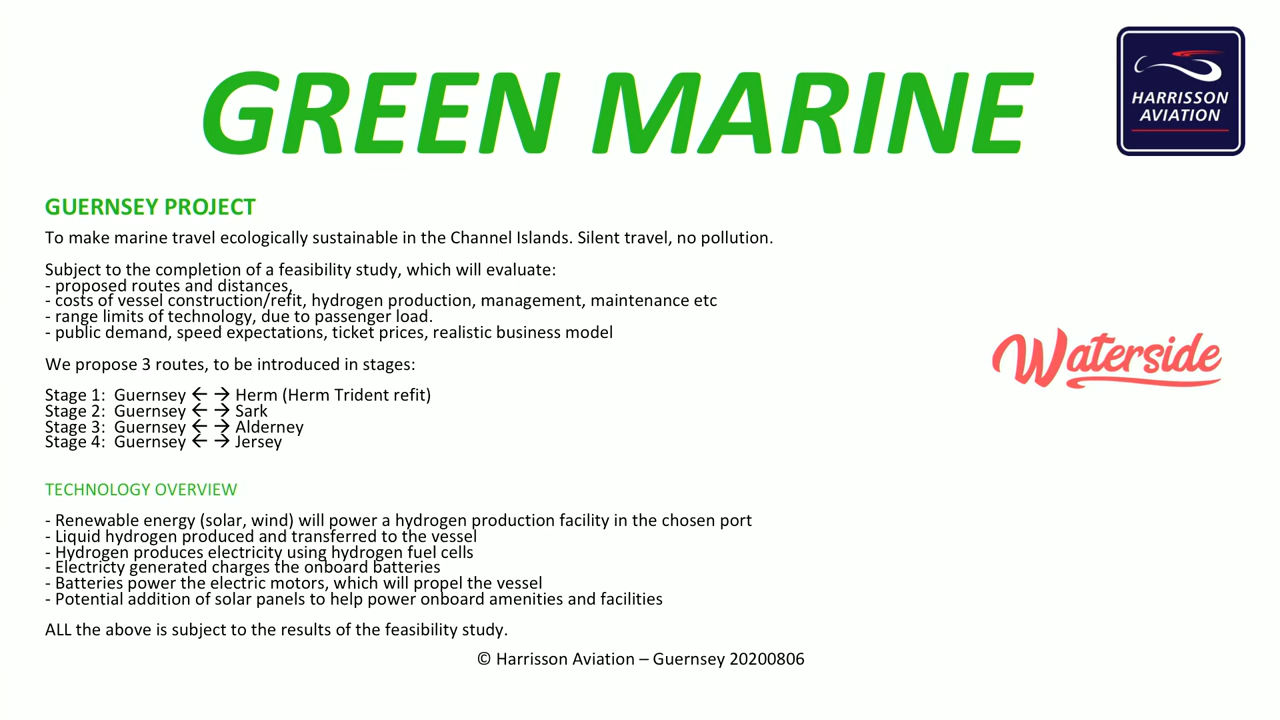 GREEN MARINE
HARRISSON
AVIATION
GUERNSEY PROJECT
To make marine travel ecologically sustainable in the Channel Islands. Silent travel, no pollution.
Subject to the completion of a feasibility study, which will evaluate:
- proposed routes and distances,
- costs of vessel construction/refit, hydrogen production, management, maintenance etc
- range limits of technology, due to passenger load.
- public demand, speed expectations, ticket prices, realistic business model
Waterside
We propose 3 routes, to be introduced in stages:
Stage 1:  Guernsey ← → Herm (Herm Trident refit)
Stage 2:  Guernsey ← → Sark
Stage 3:  Guernsey ← → Alderney
Stage 4:  Guernsey ← → Jersey
TECHNOLOGY OVERVIEW
- Renewable energy (solar, wind) will power a hydrogen production facility in the chosen port
- Liquid hydrogen produced and transferred to the vessel
- Hydrogen produces electricity using hydrogen fuel cells
- Electricty generated charges the onboard batteries
- Batteries power the electric motors, which will propel the vessel
- Potential addition of solar panels to help power onboard amenities and facilities
ALL the above is subject to the results of the feasibility study.
© Harrisson Aviation – Guernsey 20200806